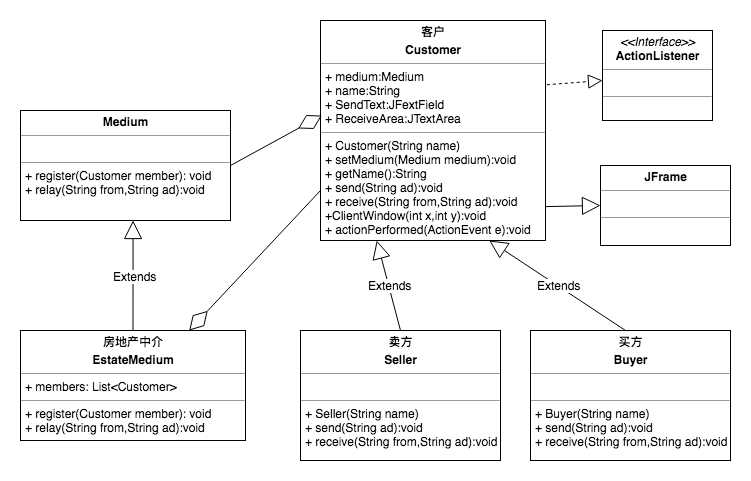 客户
Customer
+ medium:Medium
+ name:String
+ SendText:JFextField
+ ReceiveArea:JTextArea
+ Customer(String name)
+ setMedium(Medium medium):void
+ getName():String
+ send(String ad):void
+ receive(String from,String ad):void
+ClientWindow(int x,int y):void
+ actionPerformed(ActionEvent e):void
<<Interface>>
ActionListener
Medium
+ register(Customer member): void
+ relay(String from,String ad):void
JFrame
Extends
Extends
Extends
房地产中介
EstateMedium
+ members: List<Customer>
+ register(Customer member): void
+ relay(String from,String ad):void
卖方
Seller
+ Seller(String name)
+ send(String ad):void
+ receive(String from,String ad):void
买方
Buyer
+ Buyer(String name)
+ send(String ad):void
+ receive(String from,String ad):void